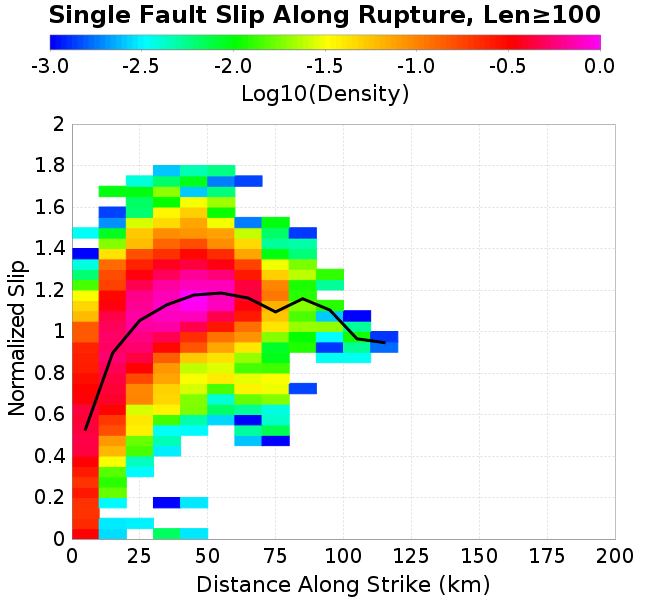 Single Fault Slip Along Rupture, Len≥100
-3.0 -2.5 -2.0 -1.5 -1.0 -0.5 0.0
Log10(Density)
2
1.8
1.6
1.4
1.2
1
0.8
0.6
0.4
0.2
0
Normalized Slip
0 25 50 75 100 125 150 175 200
Distance Along Strike (km)